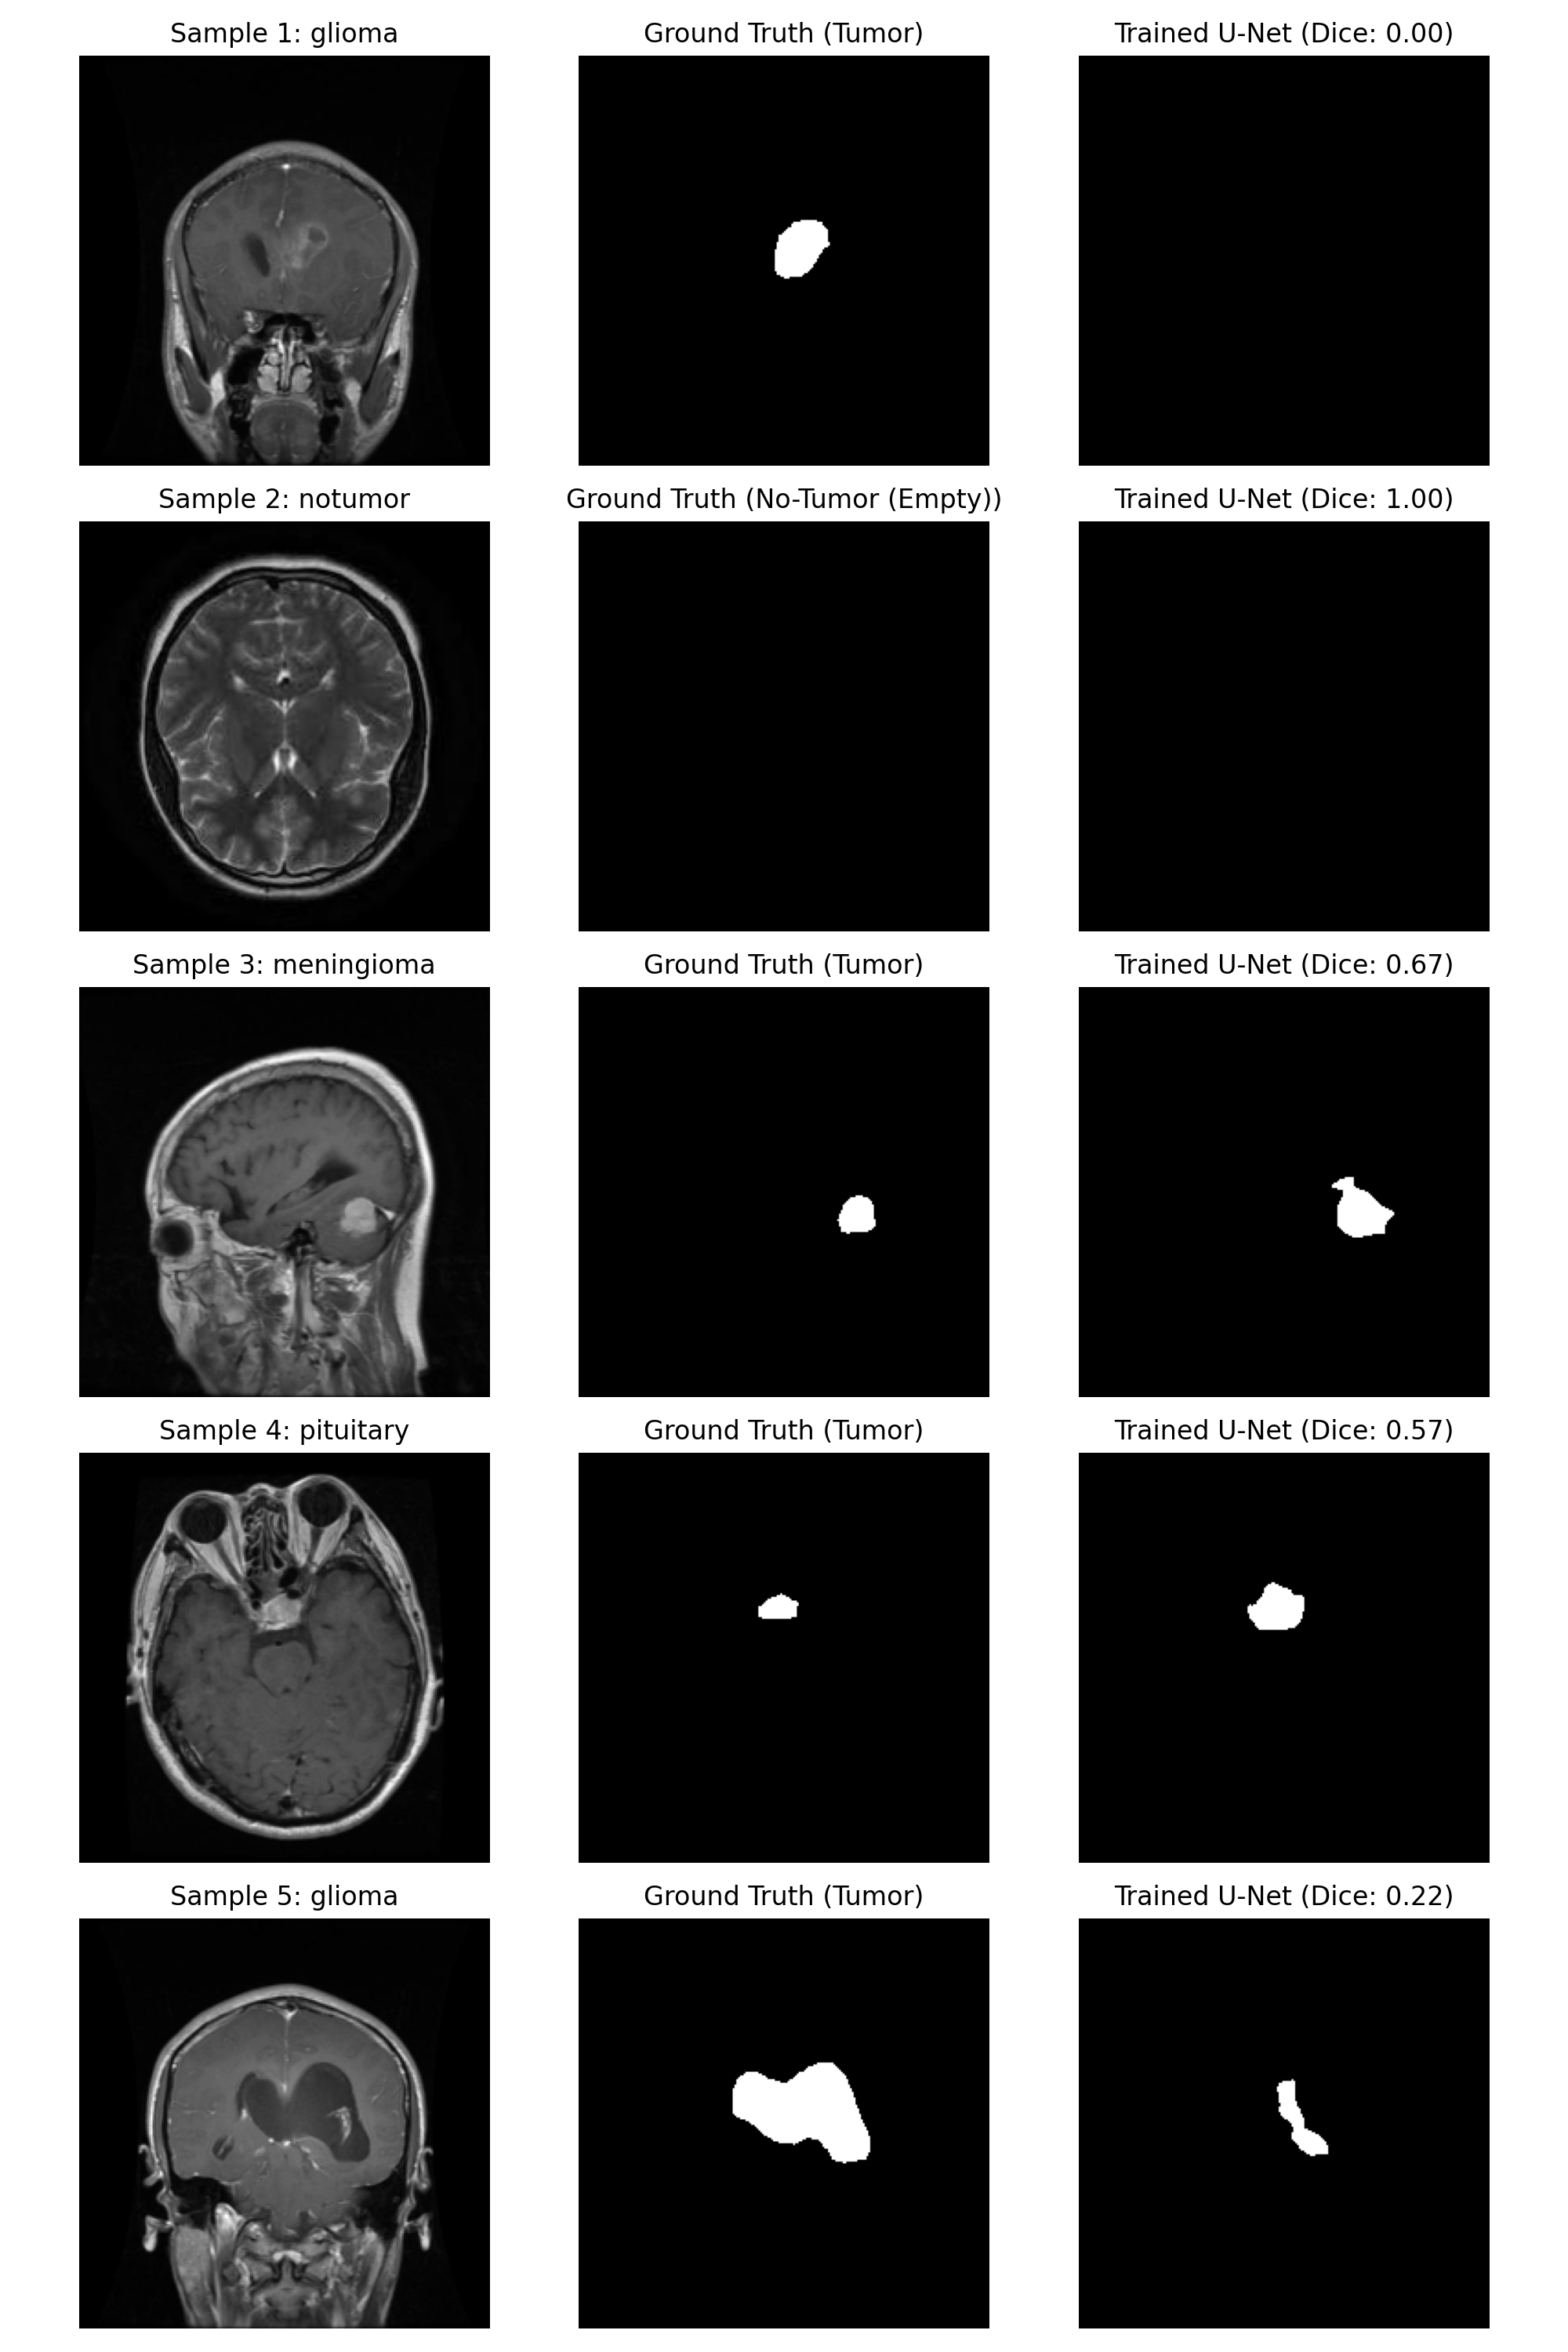 Sample 1: glioma
Ground Truth (Tumor)
Trained U-Net (Dice: 0.00)
Sample 2: notumor
Ground Truth (No-Tumor (Empty))
Trained U-Net (Dice: 1.00)
Sample 3: meningioma
Ground Truth (Tumor)
Trained U-Net (Dice: 0.67)
Sample 4: pituitary
Ground Truth (Tumor)
Trained U-Net (Dice: 0.57)
Sample 5: glioma
Ground Truth (Tumor)
Trained U-Net (Dice: 0.22)